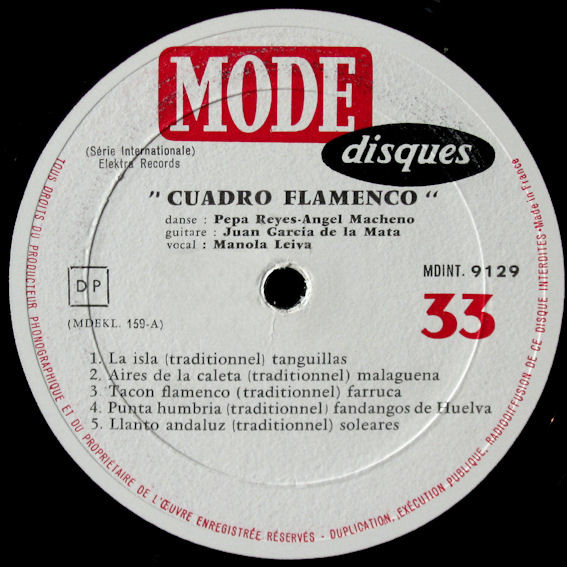 MODE
disques
(Série Internationale)
Elektra Records
" CUADRO FLAMENCO "
danse : Pepa Reyes-Angel Macheno
guitare : Juan Garcia de la Mata
vocal : Manola Leiva
DP
(MDEKL. 159-A)
MDINT. 9129
33
1. La isla (traditionnel) tanguillas
2. Aires de la caleta (traditionnel) malaguena
3. Tacon flamenco (traditionnel) farruca
4. Punta humbria (traditionnel) fandangos de Huelva
5. Llanto andaluz (traditionnel) soleares
TOUS DROITS DU PRODUCTEUR PHONOGRAPHIQUE ET DU PROPRIÉTAIRE DE L'ŒUVRE ENREGISTRÉE RÉSERVÉS - DUPLICATION, EXÉCUTION PUBLIQUE, RADIODIFFUSION DE CE DISQUE INTERDITES - Made in France